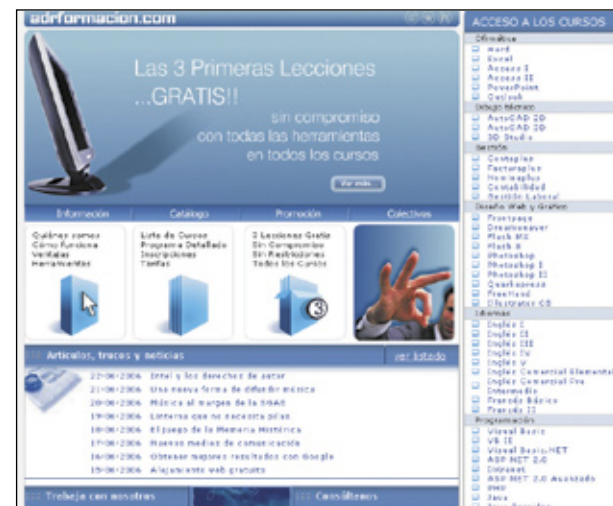 adrformacion.com
Las 3 Primeras Lecciones
...GRATIS!!
sin compromiso
con todas las herramientas
en todos los cursos
Ver más
Información
Catálogo
Promoción
Colectivos
Quiénes somos
Cómo Funciona
Ventajas
Herramientas
Lista de Cursos
Programa Detallado
Inscripciones
Tarifas
3 Lecciones Gratis
Sin Compromiso
Sin Restricciones
Todos los Cursos
3
::: Artículos, trucos y noticias
ver listado
22-06-2006 Intel y los derechos de autor
21-06-2006 Una nueva forma de difundir música
20-06-2006 Música al margen de la SGAE
19-06-2006 Linterna que no necesita pilas
18-06-2006 El juego de la Memoria Histórica
17-06-2006 Nuevos medios de comunicación
16-06-2006 Obtener mejores resultados con Google
15-06-2006 Alojamiento web gratuito
::: Trabaja con nosotros
::: Consúltenos
ACCESO A LOS CURSOS
Ofimática
Word
Excel
Access I
Access II
PowerPoint
Outlook
Dibujo técnico
AutoCAD 2D
AutoCAD 3D
3D Studio
Gestión
Contaplus
Facturaplus
Nominaplus
Contabilidad
Gestión Laboral
Diseño Web y Gráfico
Frontpage
Dreamweaver
Flash MX
Flash 8
Photoshop
Photoshop I
Photoshop II
Quarkxpress
FreeHand
Illustrator CS
Idiomas
Inglés I
Inglés II
Inglés III
Inglés IV
Inglés V
Inglés Comercial Elemental
Inglés Comercial Pre
Intermedio
Francés Básico
Francés II
Programación
Visual Basic
VB II
Visual Basic.NET
ASP NET 2.0
Intranet
ASP NET 2.0 Avanzado
PHP
Java